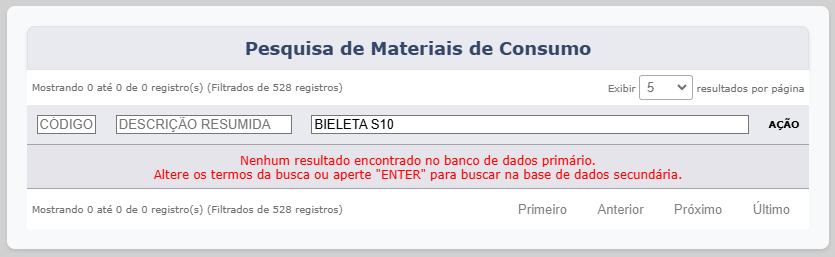 Pesquisa de Materiais de Consumo
Mostrando 0 até 0 de 0 registro(s) (Filtrados de 528 registros)
Exibir 5 resultados por página
CÓDIGO DESCRIÇÃO RESUMIDA BIELETA S10 AÇÃO
Nenhum resultado encontrado no banco de dados primário.
Altere os termos da busca ou aperte "ENTER" para buscar na base de dados secundária.
Mostrando 0 até 0 de 0 registro(s) (Filtrados de 528 registros)
Primeiro Anterior Próximo Último